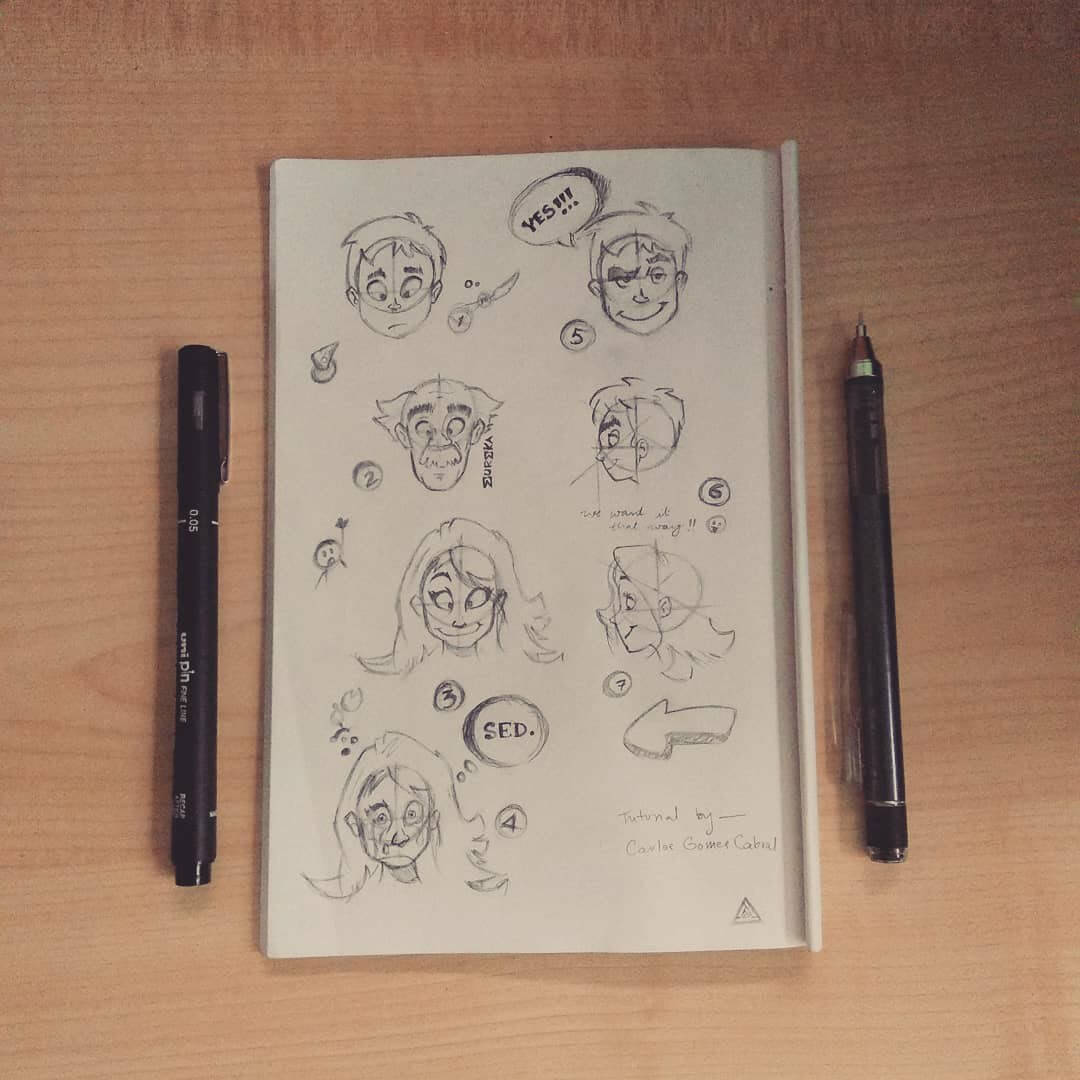 YES!!!
1
5
2
EUREKA
6
we want it
that way!!
3
7
SED.
4
Tutorial by —
Carlos Gomes Cabral
0.05
uni pin
FINE LINE